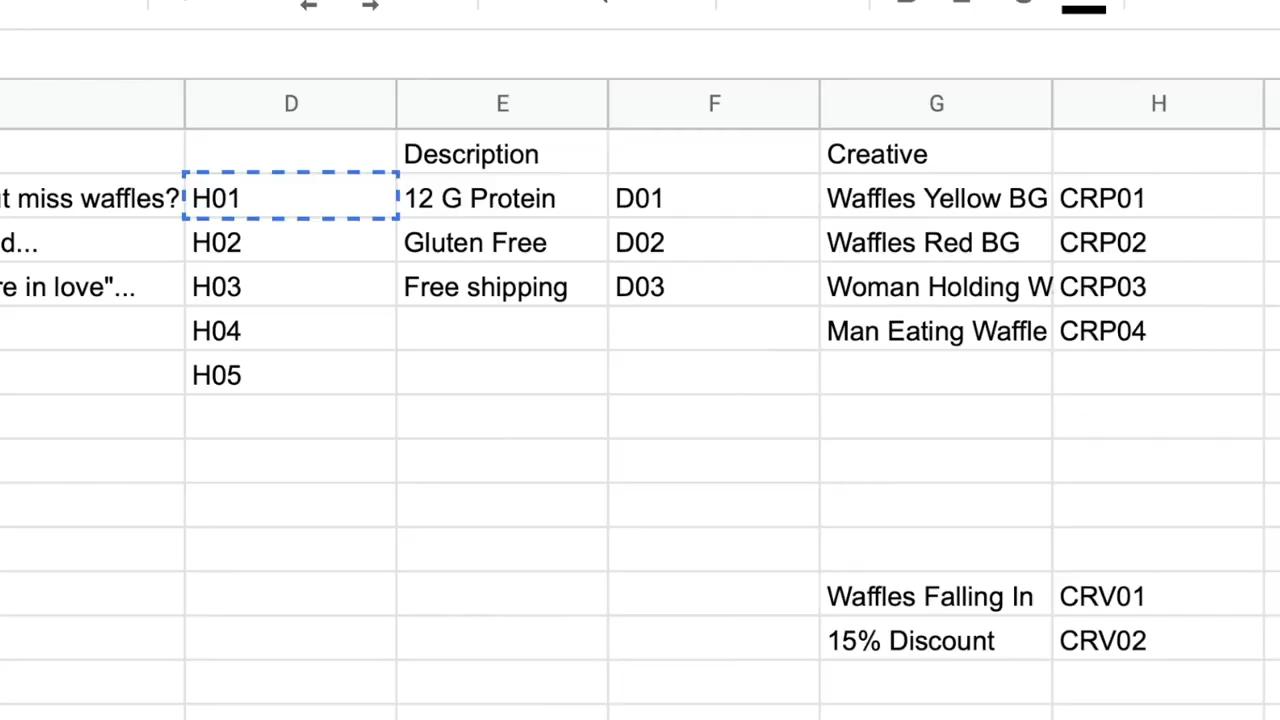 D E F G H
Description Creative
miss waffles? H01 12 G Protein D01 Waffles Yellow BG CRP01
d... H02 Gluten Free D02 Waffles Red BG CRP02
in love"... H03 Free shipping D03 Woman Holding W CRP03
H04 Man Eating Waffle CRP04
H05
Waffles Falling In CRV01
15% Discount CRV02